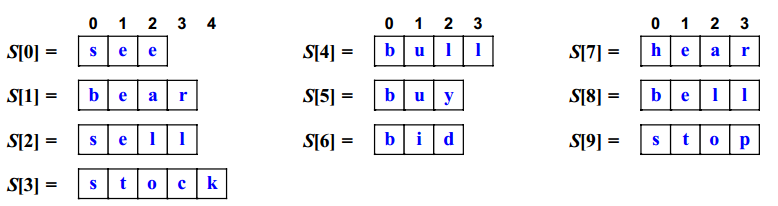 0 1 2 3 4
S[0] = s e e
S[1] = b e a r
S[2] = s e l l
S[3] = s t o c k
0 1 2 3
S[4] = b u l l
S[5] = b u y
S[6] = b i d
0 1 2 3
S[7] = h e a r
S[8] = b e l l
S[9] = s t o p